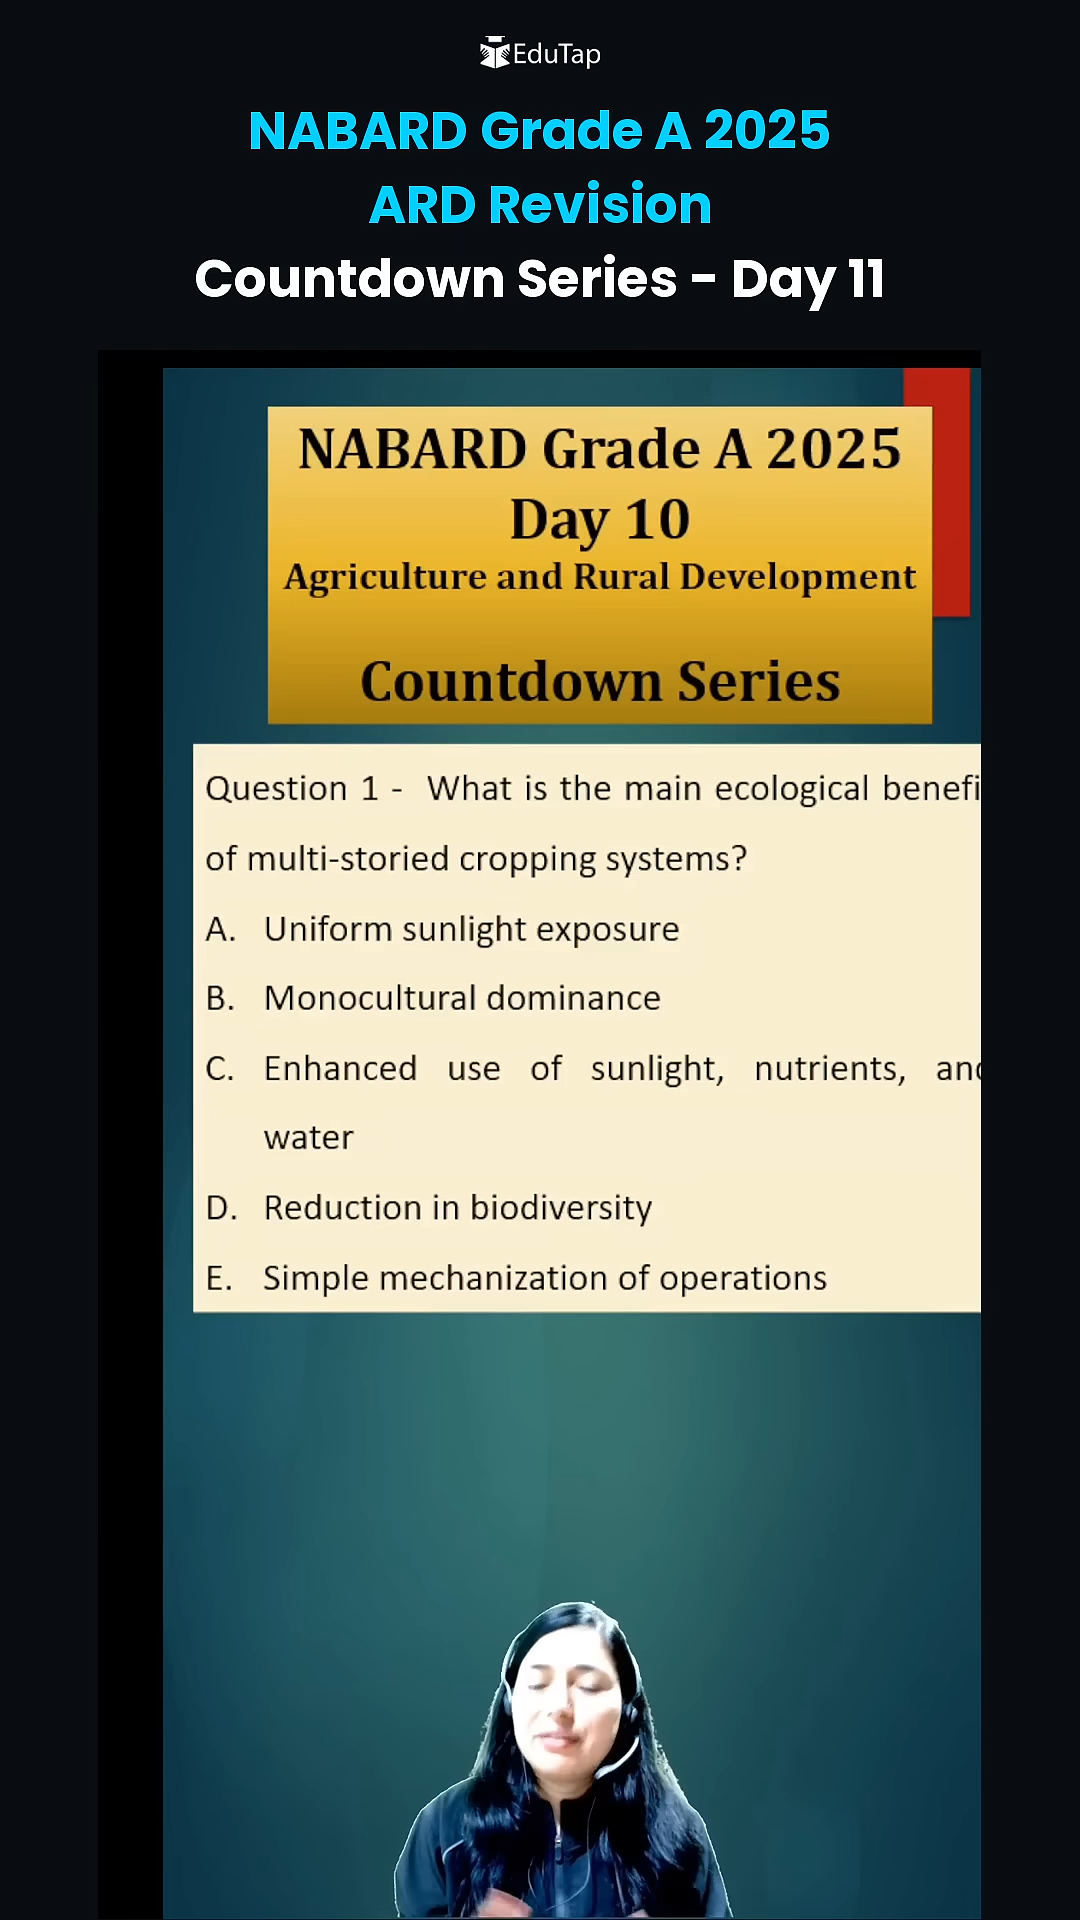 EduTap
NABARD Grade A 2025
ARD Revision
Countdown Series - Day 11
NABARD Grade A 2025
Day 10
Agriculture and Rural Development
Countdown Series
Question 1 - What is the main ecological benefi
of multi-storied cropping systems?
A. Uniform sunlight exposure
B. Monocultural dominance
C. Enhanced use of sunlight, nutrients, and
water
D. Reduction in biodiversity
E. Simple mechanization of operations